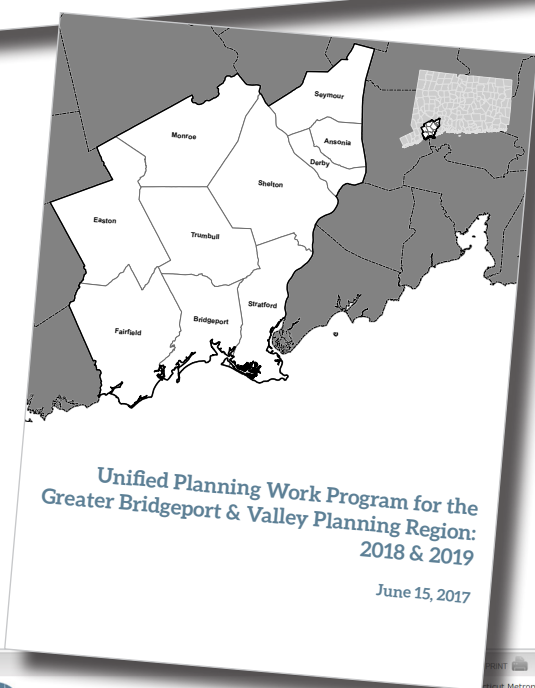 Seymour
Monroe
Ansonia
Derby
Shelton
Easton
Trumbull
Stratford
Fairfield
Bridgeport
Unified Planning Work Program for the
Greater Bridgeport & Valley Planning Region:
2018 & 2019
June 15, 2017
PRINT